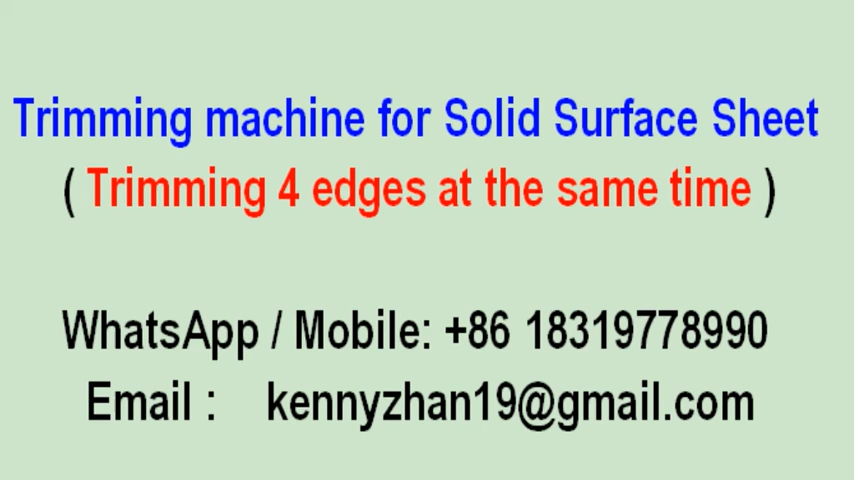 Trimming machine for Solid Surface Sheet
( Trimming 4 edges at the same time )
WhatsApp / Mobile: +86 18319778990
Email : kennyzhan19@gmail.com